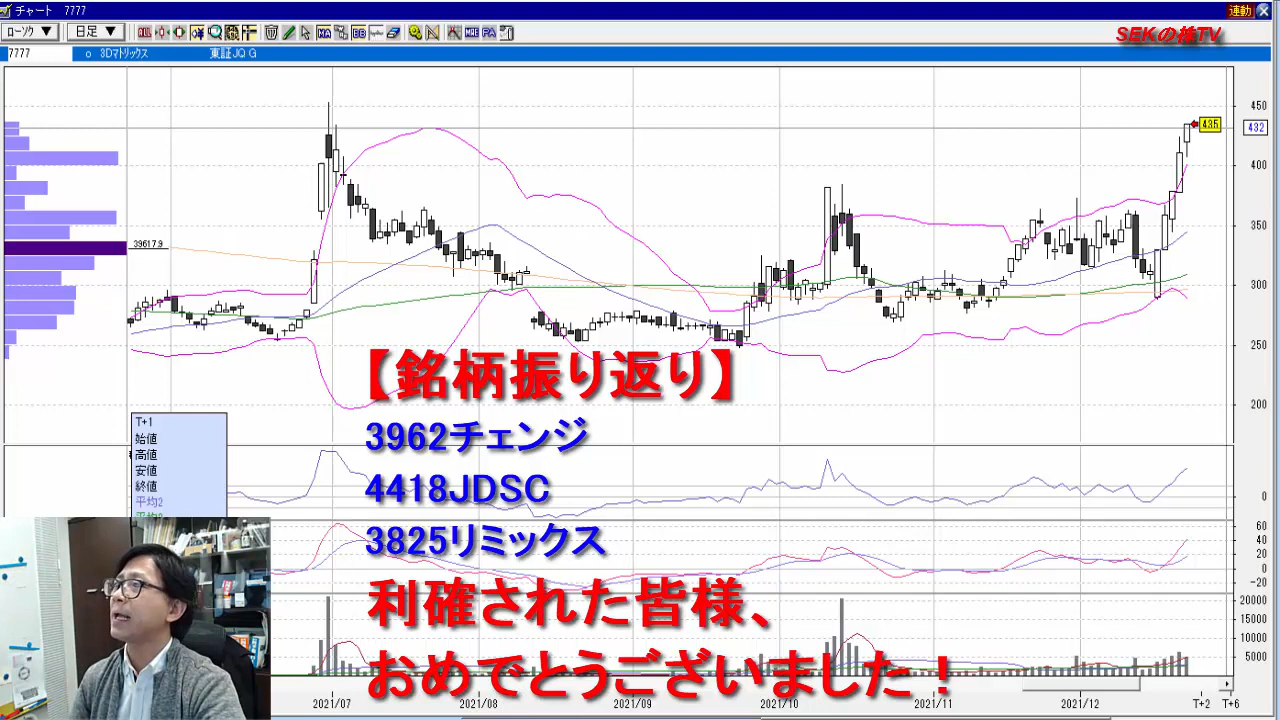 チャート 7777
連動
ローソク ▼ 日足 ▼
SEKの株TV
7777 3Dマトリックス 東証JQ G
450
435
432
400
350
39617.9
300
250
200
【銘柄振り返り】
T+1
始値
高値
安値
終値
平均2
3962チェンジ
4418JDSC
0
3825リミックス
60
40
20
0
-20
利確された皆様、
おめでとうございました！
20000
15000
10000
5000
2021/07 2021/08 2021/09 2021/10 2021/11 2021/12 T+2 T+6